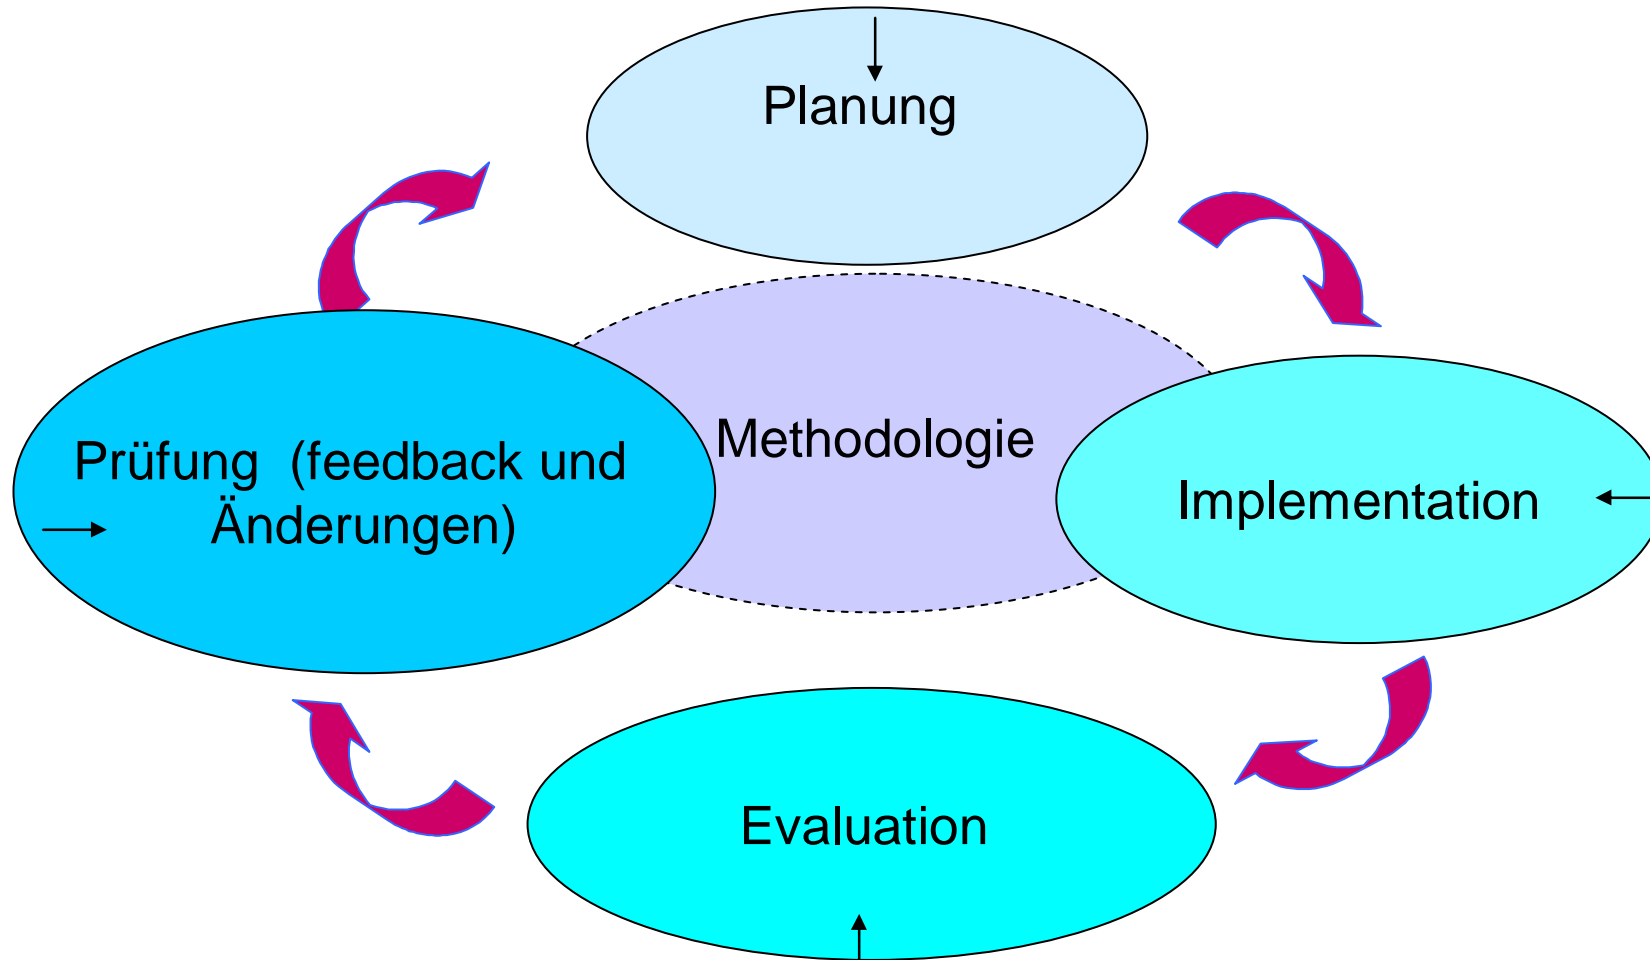 Planung
Methodologie
Prüfung  (feedback und
Änderungen)
Implementation
Evaluation